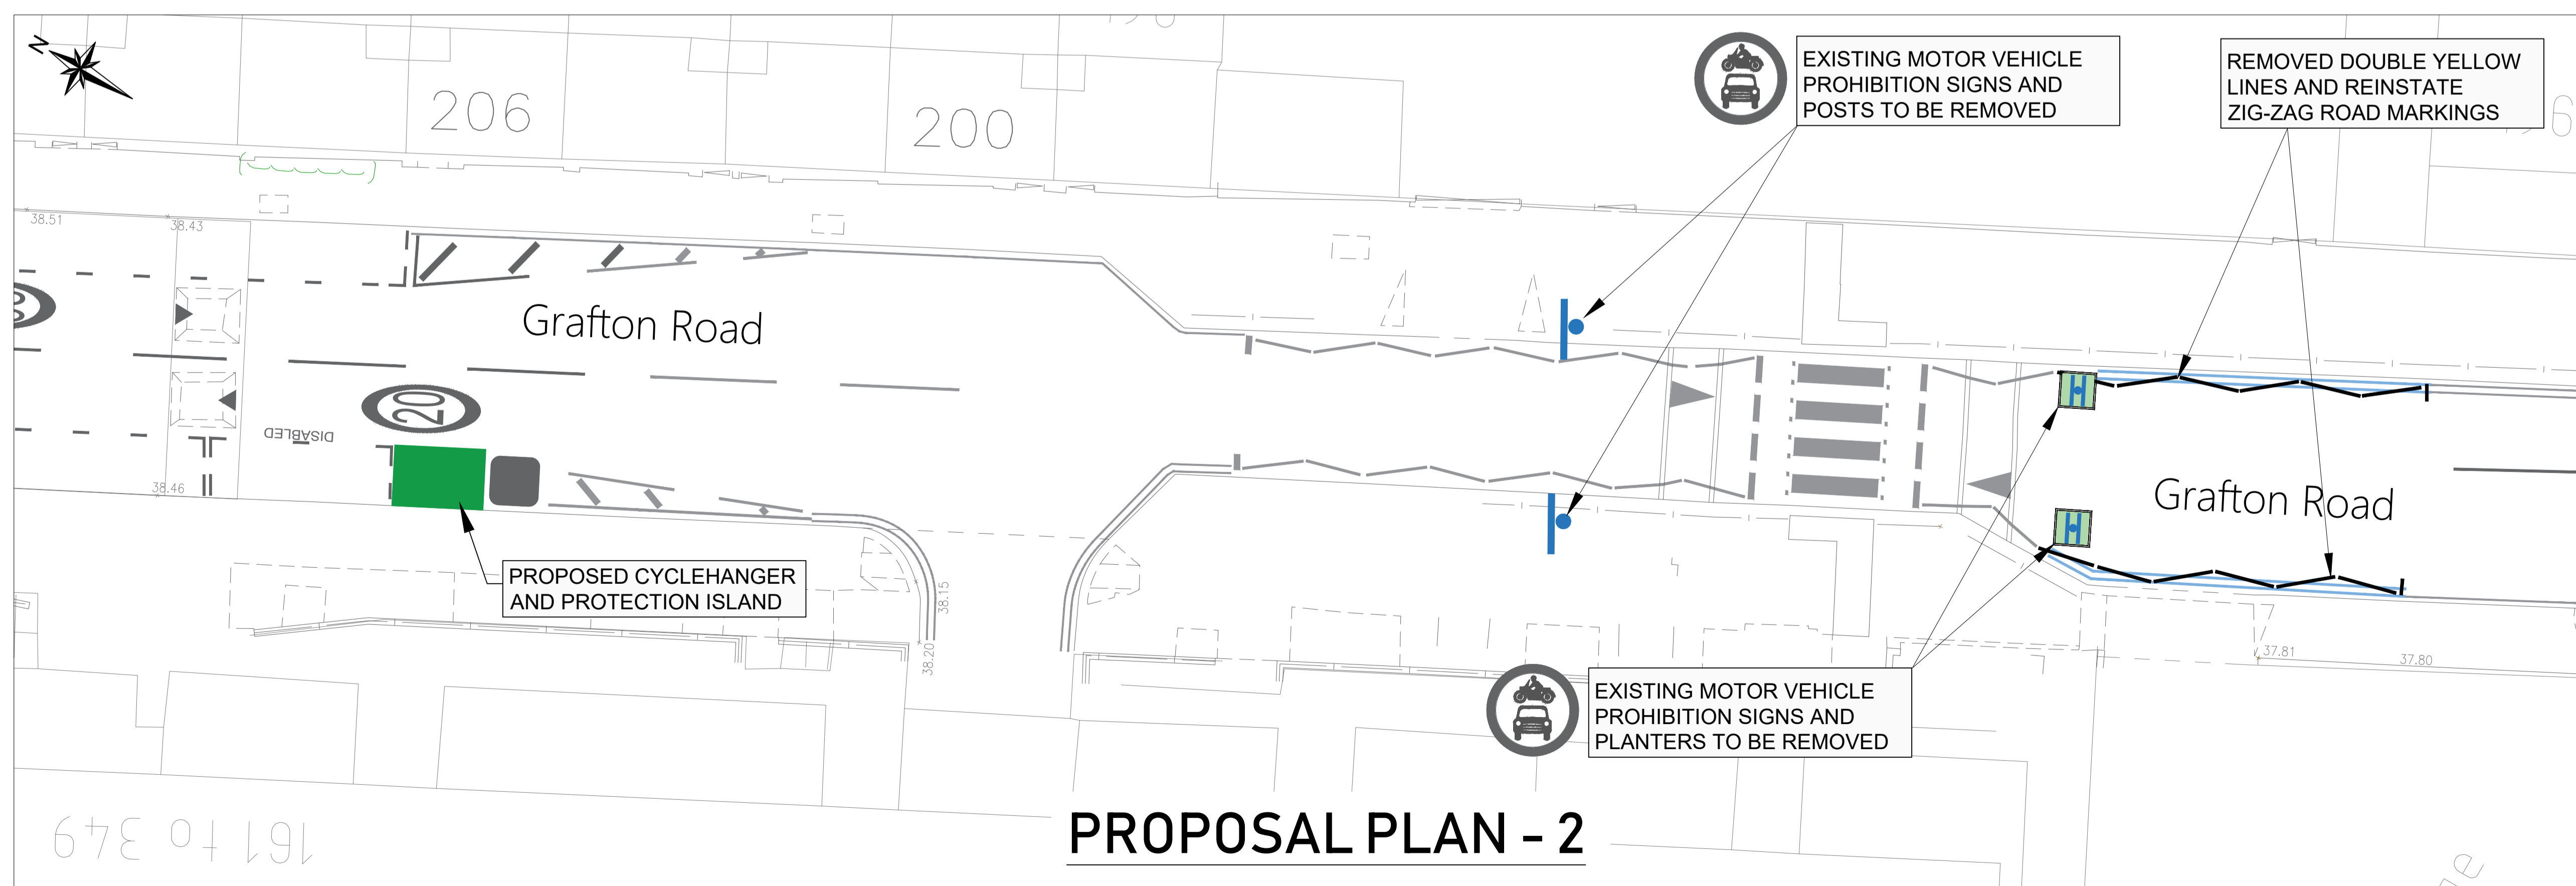 N
206
200
EXISTING MOTOR VEHICLE
PROHIBITION SIGNS AND
POSTS TO BE REMOVED
REMOVED DOUBLE YELLOW
LINES AND REINSTATE
ZIG-ZAG ROAD MARKINGS
38.51
38.43
Grafton Road
20
DISABLED
38.46
Grafton Road
PROPOSED CYCLEHANGER
AND PROTECTION ISLAND
38.15
38.20
37.81
37.80
EXISTING MOTOR VEHICLE
PROHIBITION SIGNS AND
PLANTERS TO BE REMOVED
161 to 349
PROPOSAL PLAN - 2